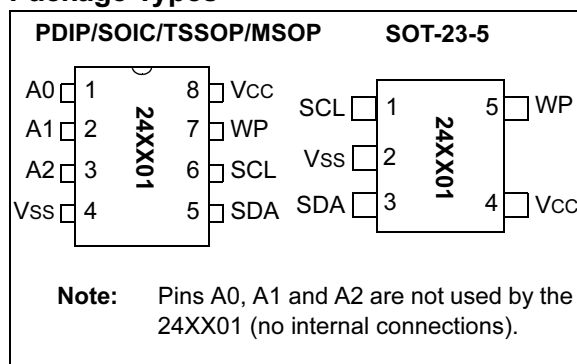 PDIP/SOIC/TSSOP/MSOP SOT-23-5
A0 1 8 VCC
A1 2 7 WP
A2 3 6 SCL
VSS 4 5 SDA
24XX01
SCL 1 5 WP
VSS 2
SDA 3 4 VCC
24XX01
Note: Pins A0, A1 and A2 are not used by the
24XX01 (no internal connections).